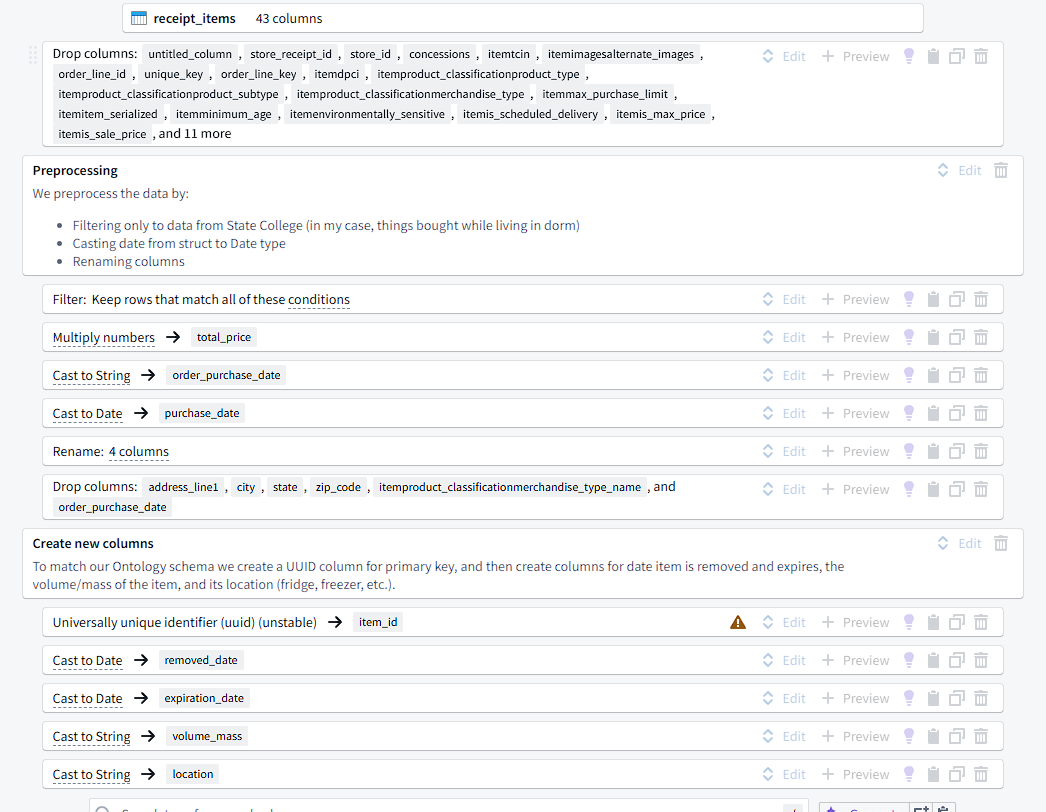 receipt_items 43 columns
Drop columns: untitled_column , store_receipt_id , store_id , concessions , itemtcin , itemimagesalternate_images , Edit Preview
order_line_id , unique_key , order_line_key , itemdpci , itemproduct_classificationproduct_type ,
itemproduct_classificationproduct_subtype , itemproduct_classificationmerchandise_type , itemmax_purchase_limit ,
itemitem_serialized , itemminimum_age , itemenvironmentally_sensitive , itemis_scheduled_delivery , itemis_max_price ,
itemis_sale_price , and 11 more
Preprocessing Edit
We preprocess the data by:
• Filtering only to data from State College (in my case, things bought while living in dorm)
• Casting date from struct to Date type
• Renaming columns
Filter: Keep rows that match all of these conditions Edit Preview
Multiply numbers → total_price Edit Preview
Cast to String → order_purchase_date Edit Preview
Cast to Date → purchase_date Edit Preview
Rename: 4 columns Edit Preview
Drop columns: address_line1 , city , state , zip_code , itemproduct_classificationmerchandise_type_name , and Edit Preview
order_purchase_date
Create new columns Edit
To match our Ontology schema we create a UUID column for primary key, and then create columns for date item is removed and expires, the
volume/mass of the item, and its location (fridge, freezer, etc.).
Universally unique identifier (uuid) (unstable) → item_id Edit Preview
Cast to Date → removed_date Edit Preview
Cast to Date → expiration_date Edit Preview
Cast to String → volume_mass Edit Preview
Cast to String → location Edit Preview